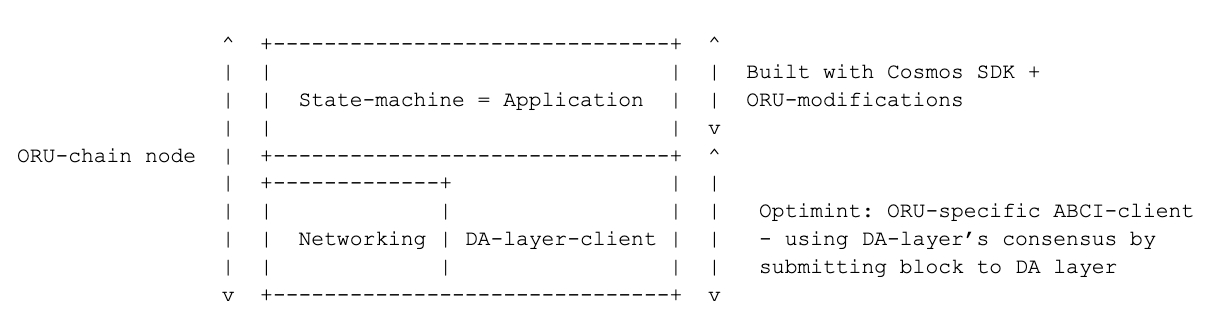 ^  +-------------------------------+  ^
|  |                               |  |  Built with Cosmos SDK +
|  |  State-machine = Application  |  |  ORU-modifications
|  |                               |  v
ORU-chain node  |  +-------------------------------+  ^
|  +-------------+                 |  |
|  |             |                 |  |   Optimint: ORU-specific ABCI-client
|  |  Networking | DA-layer-client |  |   - using DA-layer’s consensus by
|  |             |                 |  |   submitting block to DA layer
v  +-------------------------------+  v